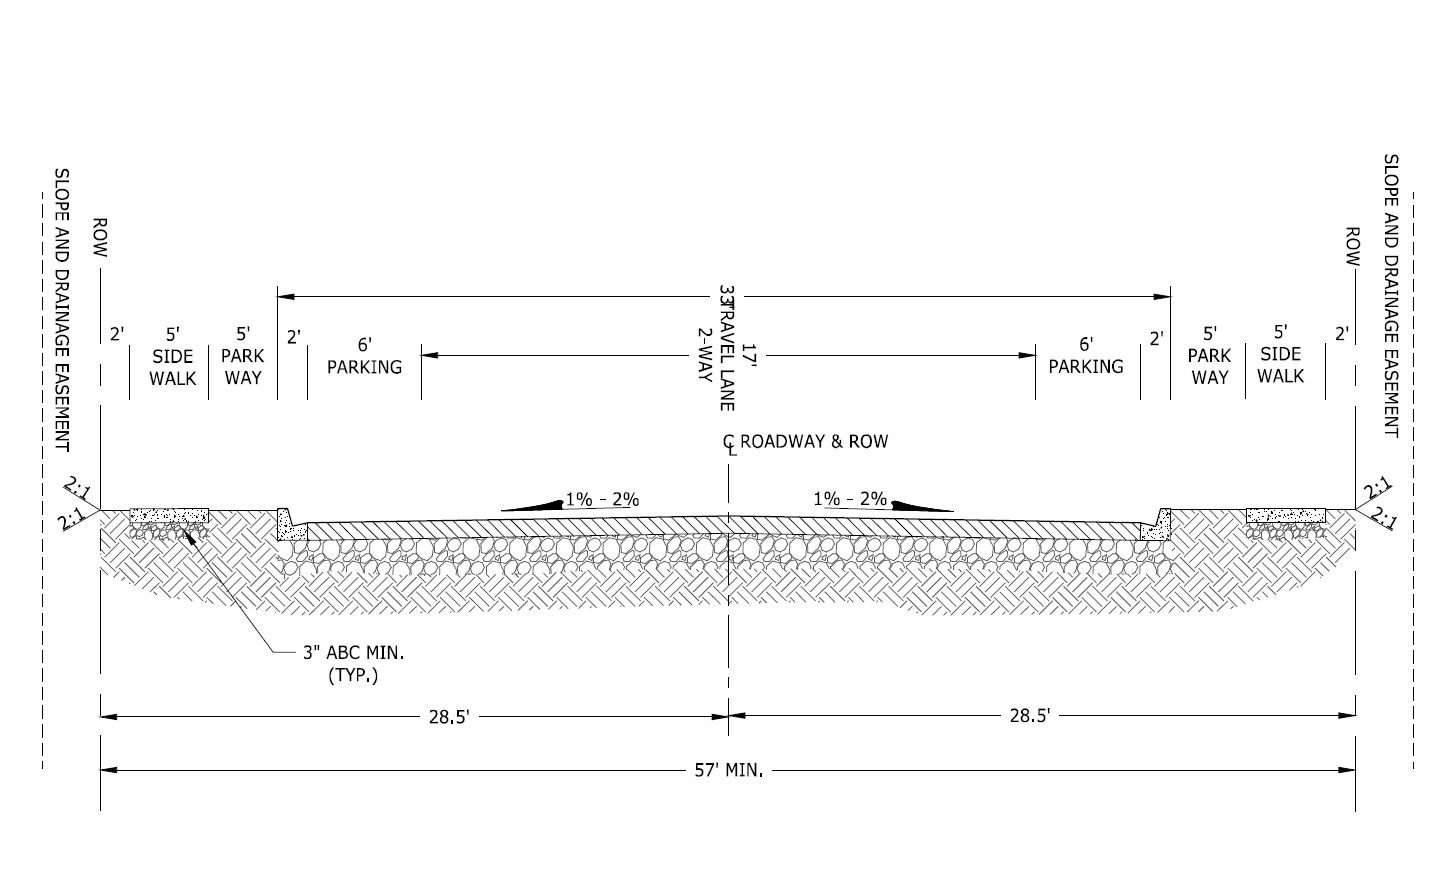 SLOPE AND DRAINAGE EASEMENT
ROW
2'
5'
SIDE
WALK
5'
PARK
WAY
2'
6'
PARKING
33'
17'
TRAVEL LANE
2-WAY
6'
PARKING
2'
5'
PARK
WAY
5'
SIDE
WALK
2'
ROW
SLOPE AND DRAINAGE EASEMENT
CL ROADWAY & ROW
2:1
2:1
1% - 2%
1% - 2%
2:1
2:1
3" ABC MIN.
(TYP.)
28.5'
28.5'
57' MIN.